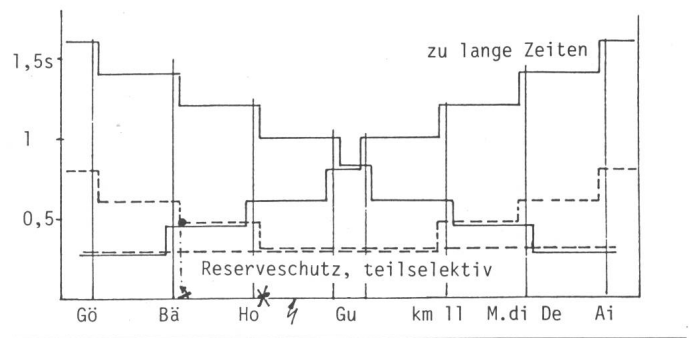 zu lange Zeiten
1,5s
1
0,5
Reserveschutz, teilselektiv
Gö Bä Ho Gu km 11 M.di De Ai